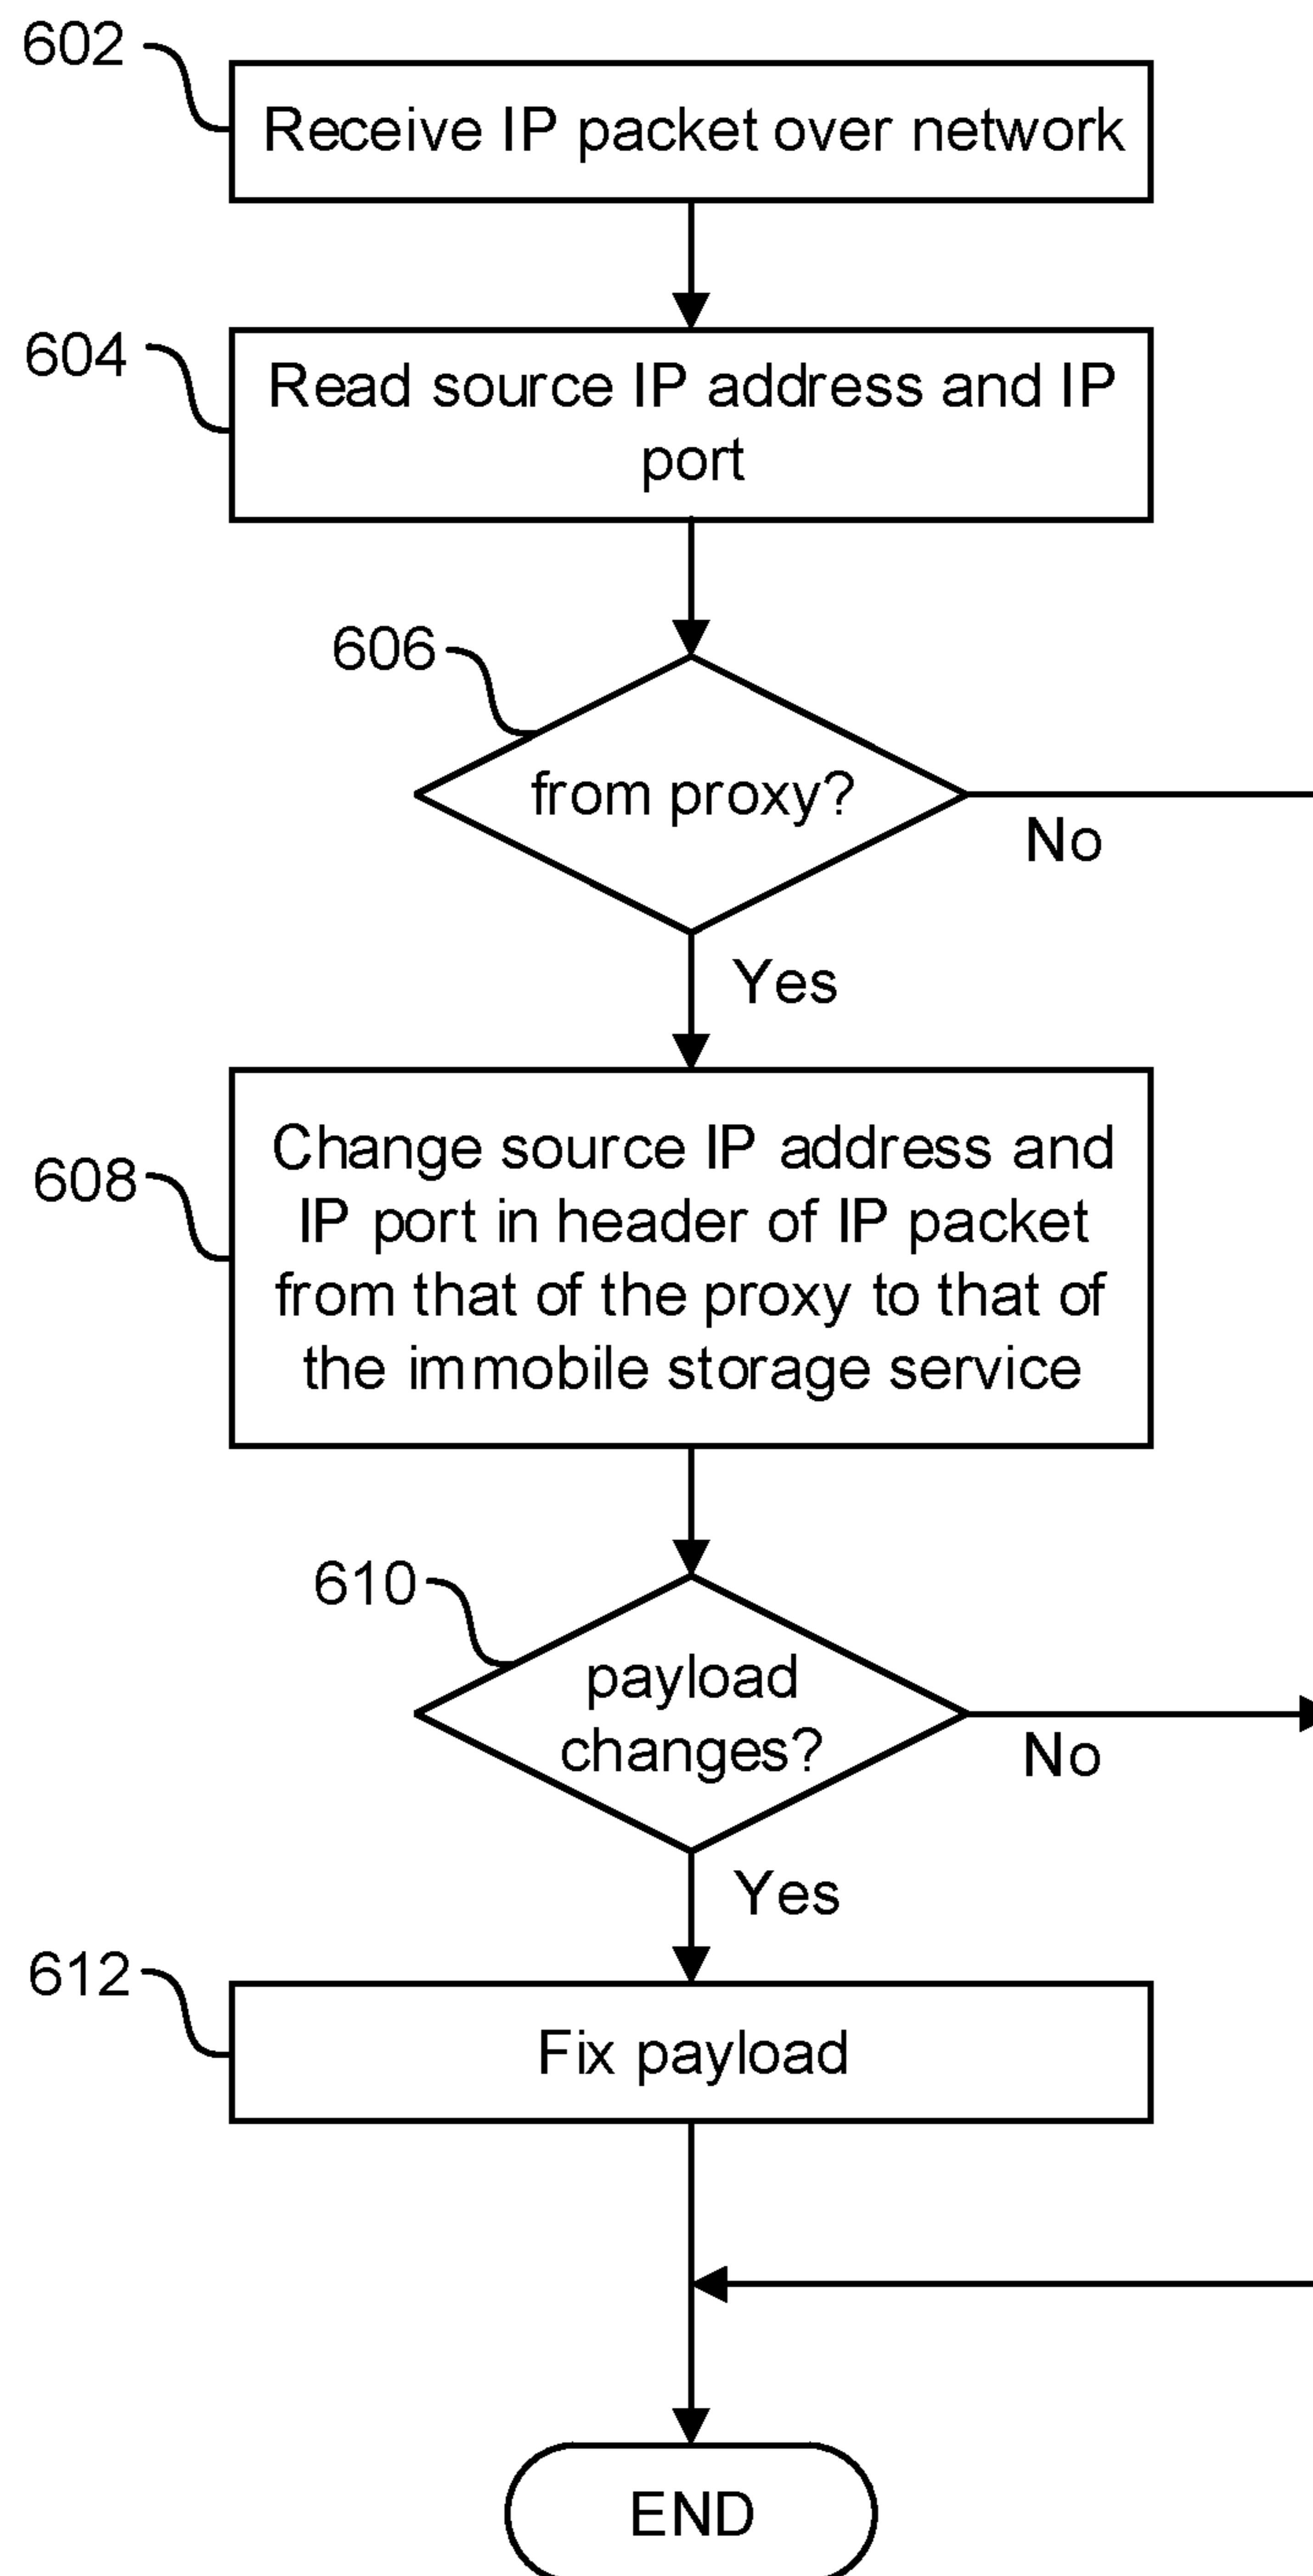 602
Receive IP packet over network
604
Read source IP address and IP
port
606
from proxy?
No
Yes
608
Change source IP address and
IP port in header of IP packet
from that of the proxy to that of
the immobile storage service
610
payload
changes?
No
Yes
612
Fix payload
END